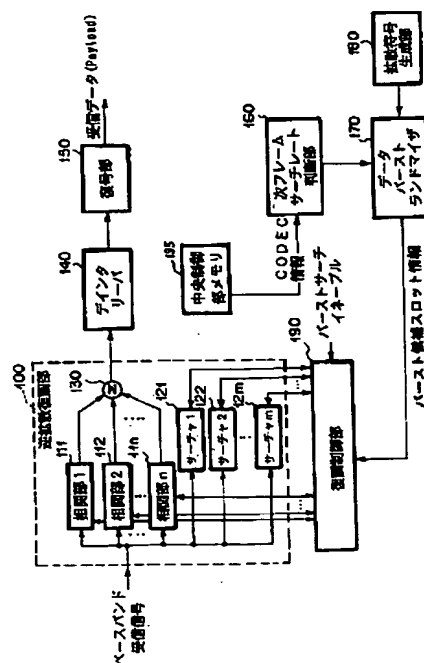 ベースバンド
受信信号
100
逆拡散復調部
111
相関部1
112
相関部2
11n
相関部n
130
Σ
121
サーチャ1
122
サーチャ2
12m
サーチャm
140
デインタ
リーバ
150
復号部
受信データ(Payload)
195
中央制御
部メモリ
CODEC
情報
160
次フレーム
サーチレート
判断部
180
拡散符号
生成部
170
データ
バースト
ランドマイザ
190
復調制御部
バーストサーチ
イネーブル
バースト候補スロット情報